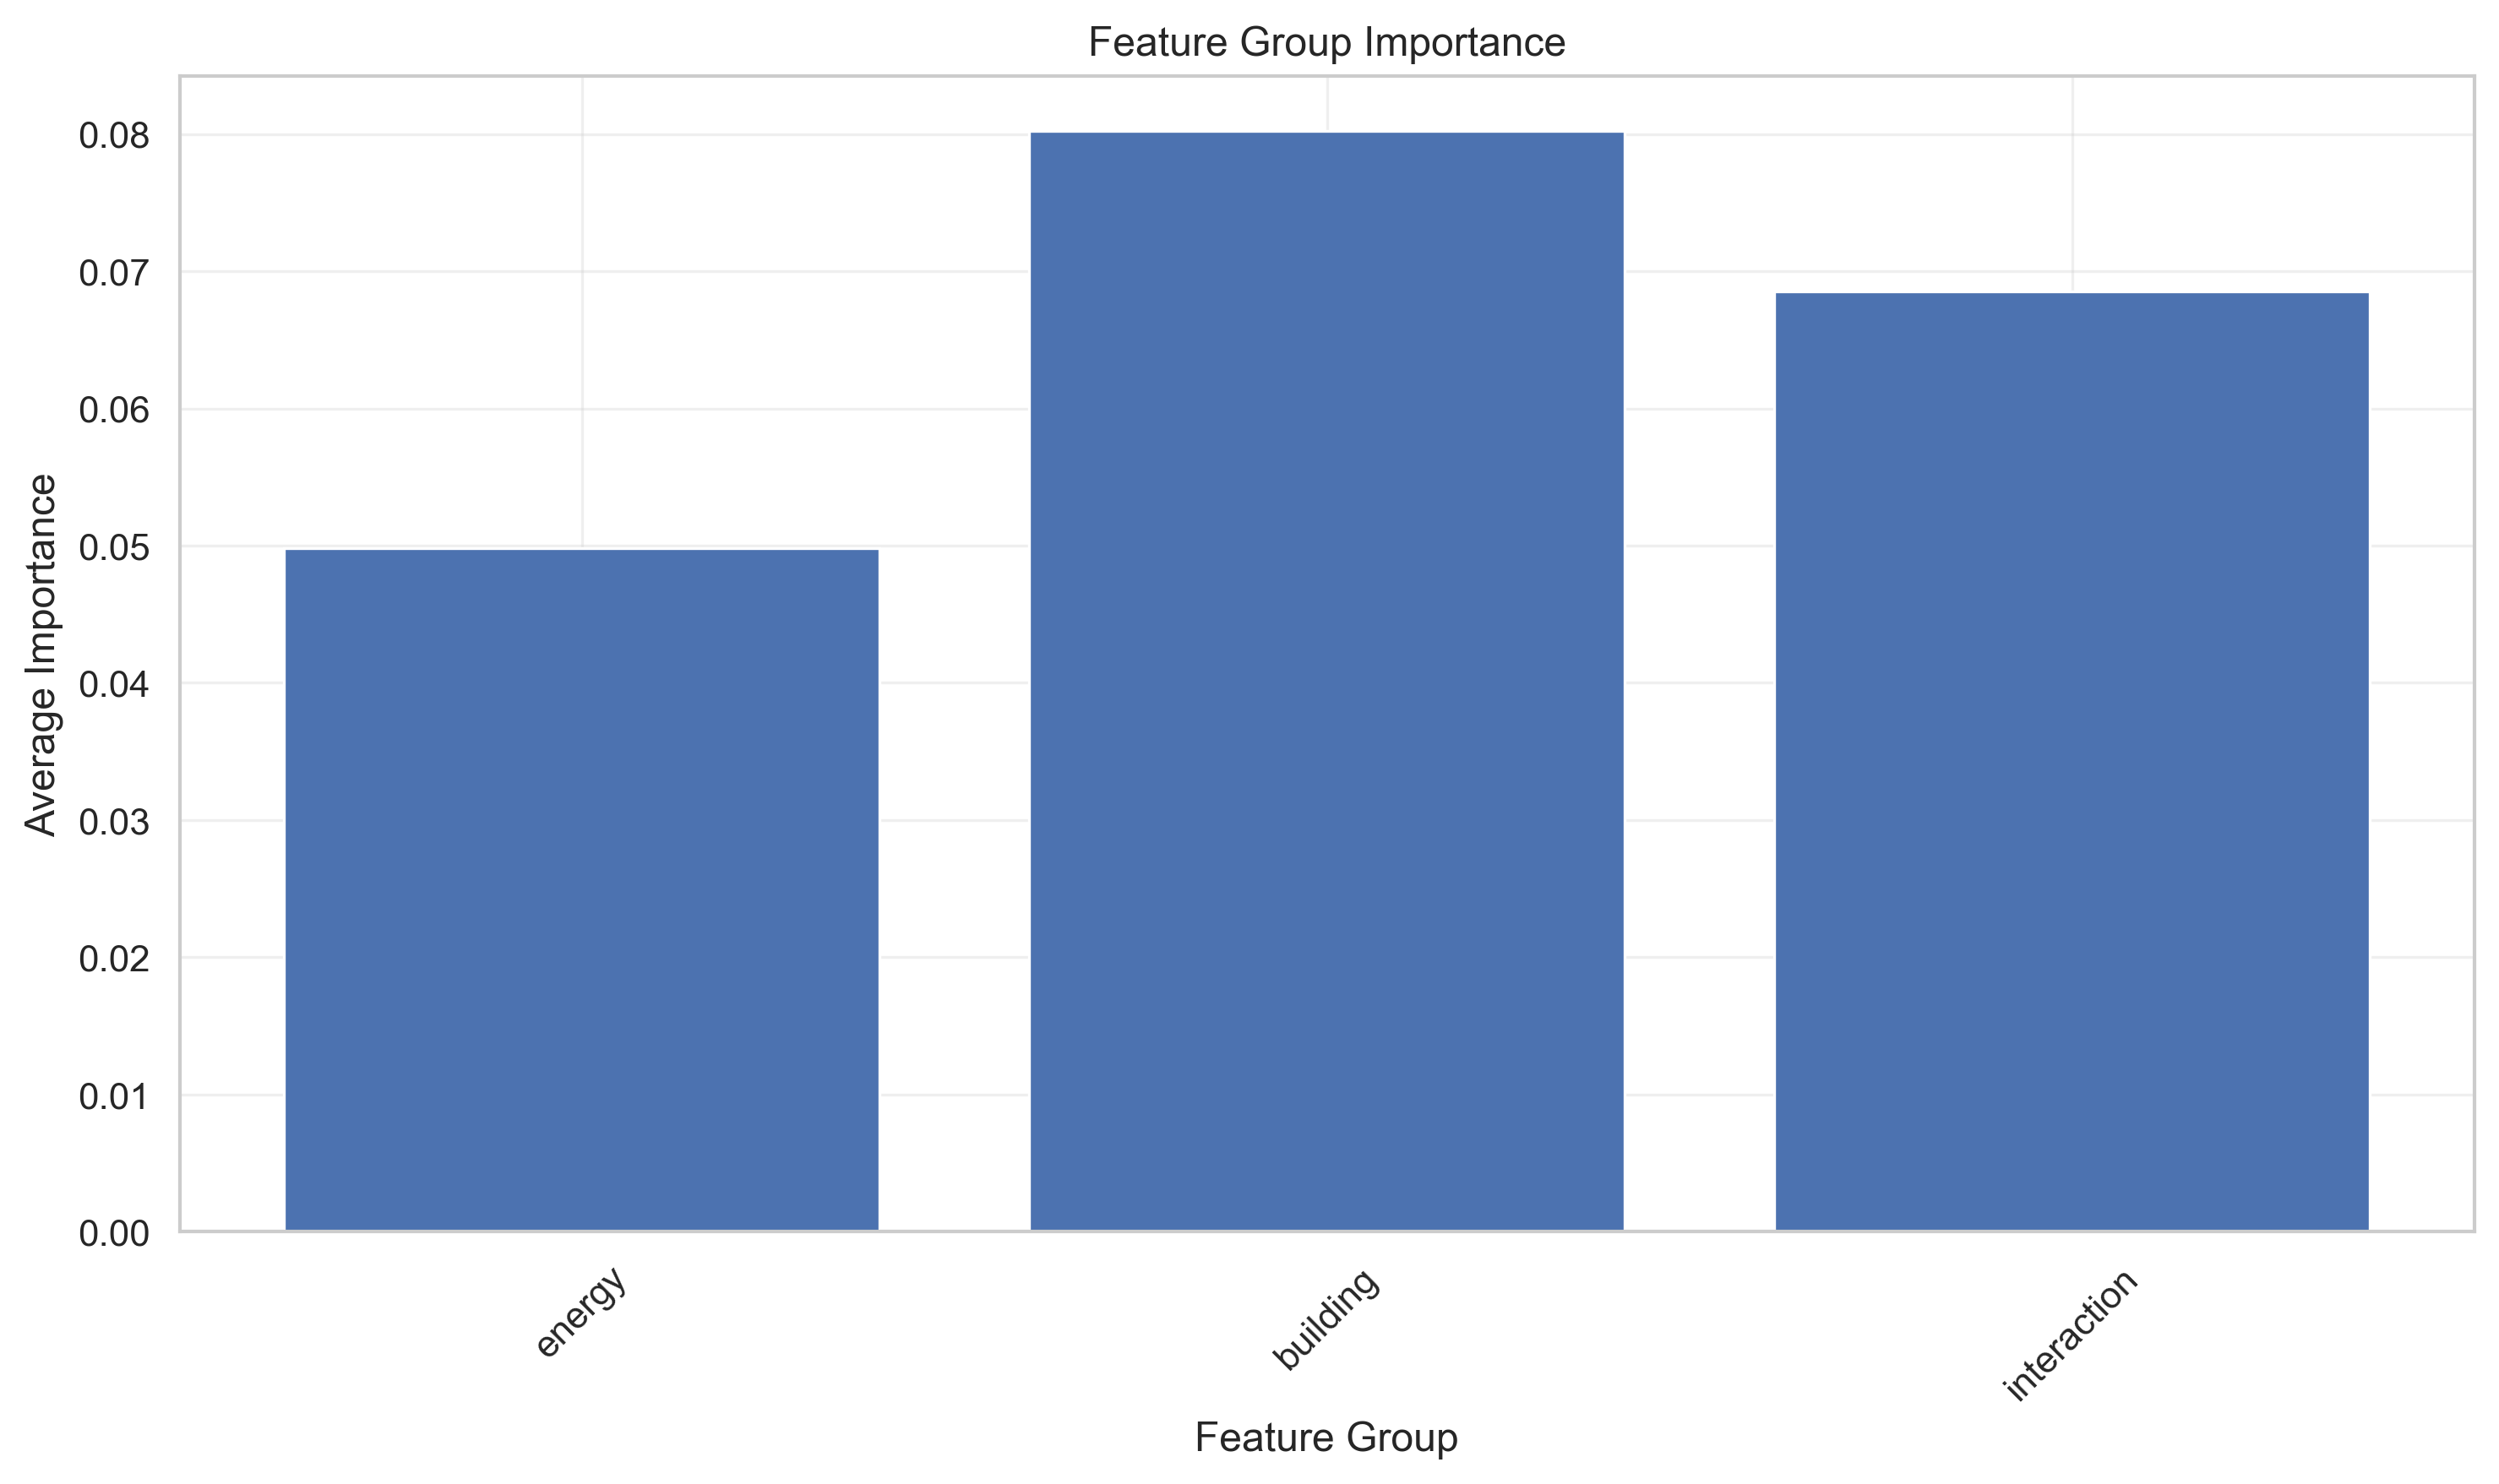 Feature Group Importance
0.08
0.07
0.06
0.05
0.04
0.03
0.02
0.01
0.00
Average Importance
energy
building
interaction
Feature Group